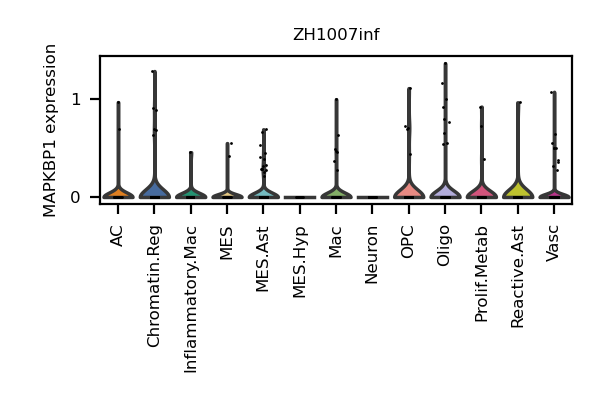 ZH1007inf
MAPKBP1 expression
1
0
AC
Chromatin.Reg
Inflammatory.Mac
MES
MES.Ast
MES.Hyp
Mac
Neuron
OPC
Oligo
Prolif.Metab
Reactive.Ast
Vasc